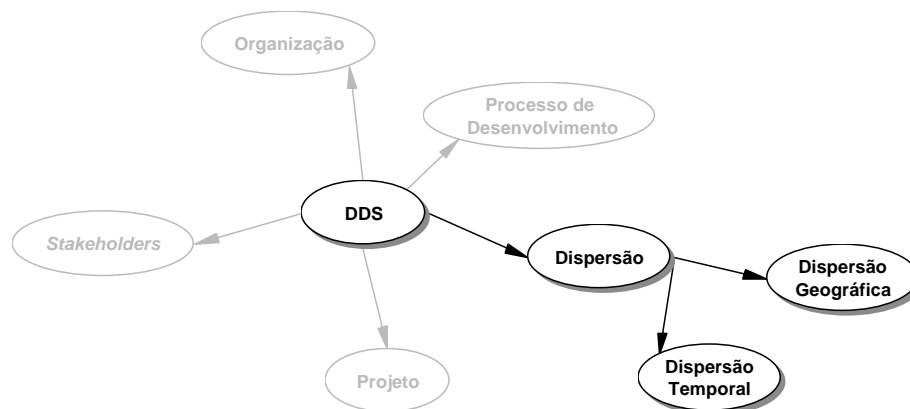 Organização
Processo de
Desenvolvimento
DDS
Stakeholders
Dispersão
Dispersão
Geográfica
Dispersão
Temporal
Projeto